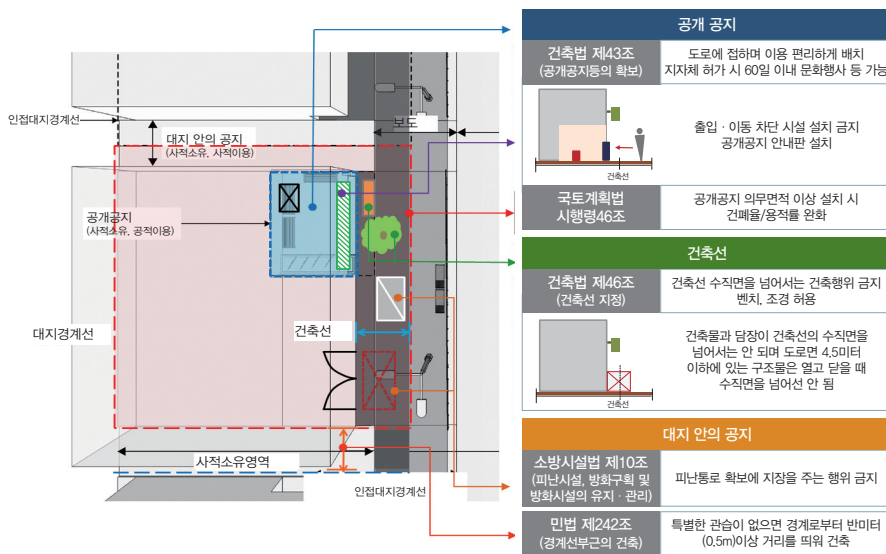 인접대지경계선
대지 안의 공지
(사적소유, 사적이용)
보도
공개공지
(사적소유, 공적이용)
대지경계선
건축선
사적소유영역
인접대지경계선
공개 공지
건축법 제43조
(공개공지등의 확보)
도로에 접하며 이용 편리하게 배치
지자체 허가 시 60일 이내 문화행사 등 가능
건축선
출입 · 이동 차단 시설 설치 금지
공개공지 안내판 설치
국토계획법
시행령46조
공개공지 의무면적 이상 설치 시
건폐율/용적률 완화
건축선
건축법 제46조
(건축선 지정)
건축선 수직면을 넘어서는 건축행위 금지
벤치, 조경 허용
건축선
건축물과 담장이 건축선의 수직면을
넘어서는 안 되며 도로면 4.5미터
이하에 있는 구조물은 열고 닫을 때
수직면을 넘어선 안 됨
대지 안의 공지
소방시설법 제10조
(피난시설, 방화구획 및
방화시설의 유지 · 관리)
피난통로 확보에 지장을 주는 행위 금지
민법 제242조
(경계선부근의 건축)
특별한 관습이 없으면 경계로부터 반미터
(0.5m)이상 거리를 띄워 건축